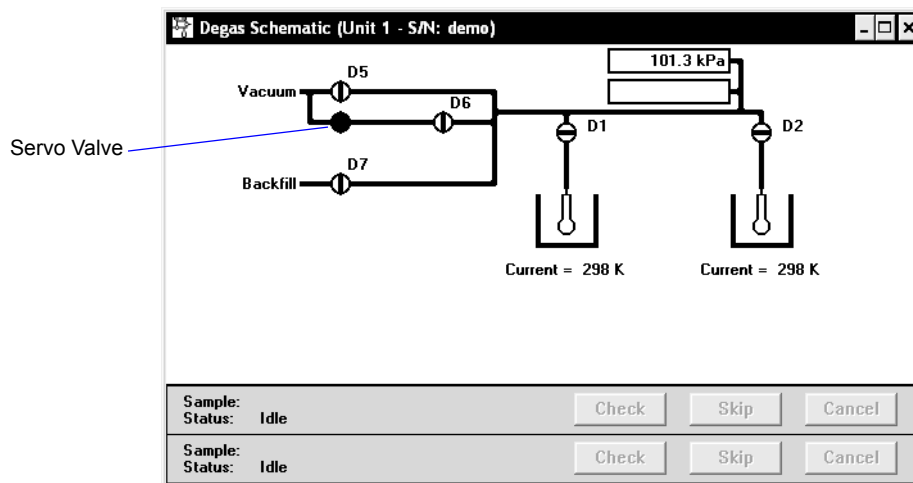 Degas Schematic (Unit 1 - S/N: demo)
101.3 kPa
D5
Vacuum
D6
D1
D2
Servo Valve
D7
Backfill
Current = 298 K
Current = 298 K
Sample:
Status: Idle
Check
Skip
Cancel
Sample:
Status: Idle
Check
Skip
Cancel